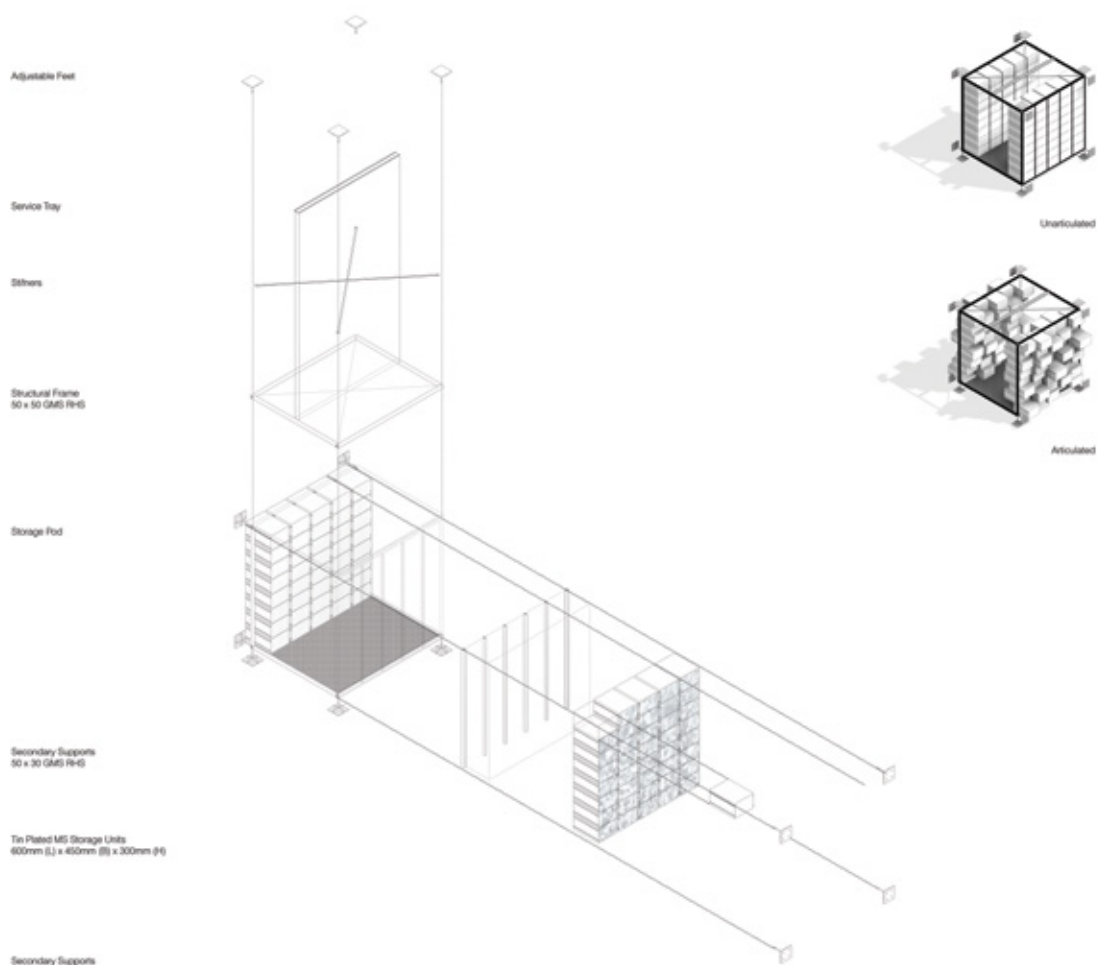 Adjustable Feet
Service Tray
Unarticulated
Stifners
Structural Frame
50 x 50 GMS RHS
Articulated
Storage Pod
Secondary Supports
50 x 30 GMS RHS
Tin Plated MS Storage Units
600mm (L) x 450mm (B) x 300mm (H)
Secondary Supports